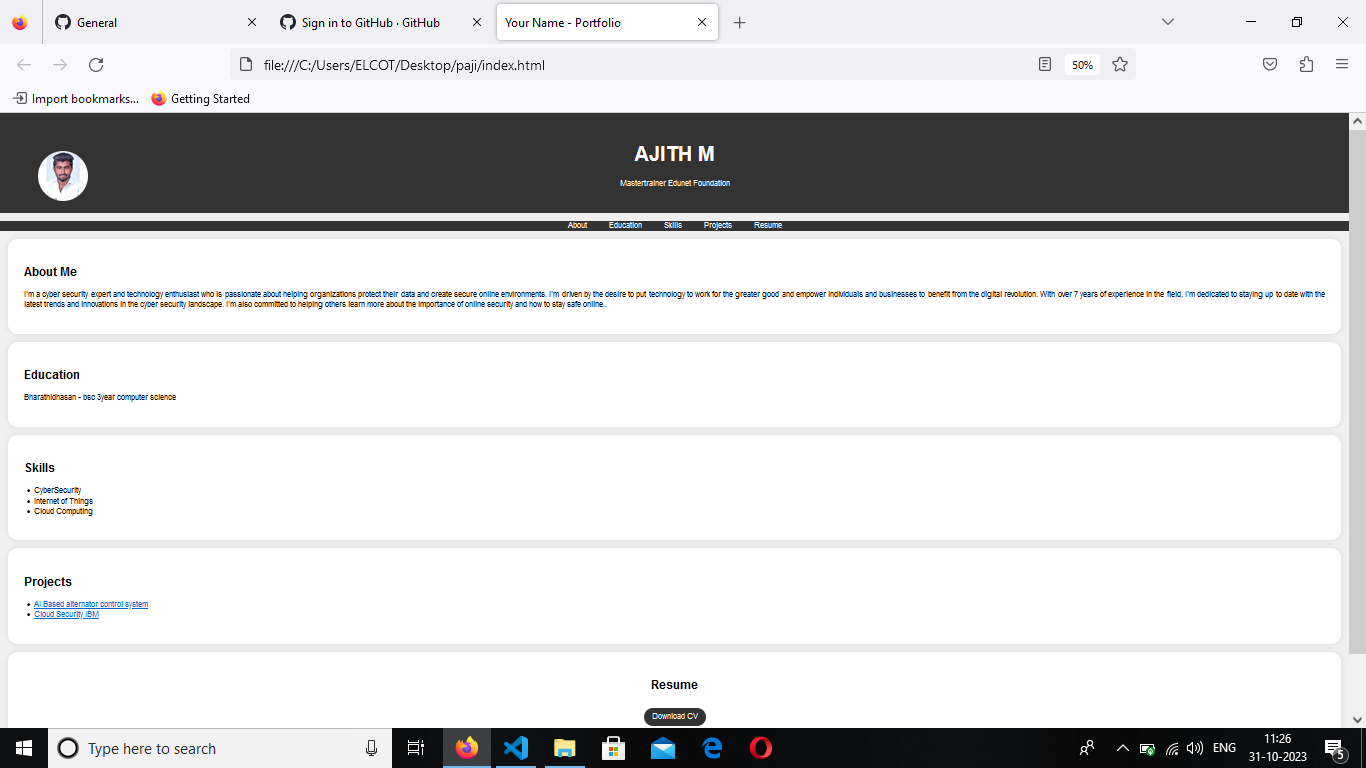 General
Sign in to GitHub · GitHub
Your Name - Portfolio
file:///C:/Users/ELCOT/Desktop/paji/index.html
50%
Import bookmarks...
Getting Started
AJITH M
Mastertrainer Edunet Foundation
About Education Skills Projects Resume
About Me
I'm a cyber security expert and technology enthusiast who is passionate about helping organizations protect their data and create secure online environments. I'm driven by the desire to put technology to work for the greater good and empower individuals and businesses to benefit from the digital revolution. With over 7 years of experience in the field, I'm dedicated to staying up to date with the
latest trends and innovations in the cyber security landscape. I'm also committed to helping others learn more about the importance of online security and how to stay safe online..
Education
Bharathidhasan - bsc 3year computer science
Skills
CyberSecurity
Internet of Things
Cloud Computing
Projects
AI Based alternator control system
Cloud Security IBM
Resume
Download CV
Type here to search
ENG
11:26
31-10-2023
5